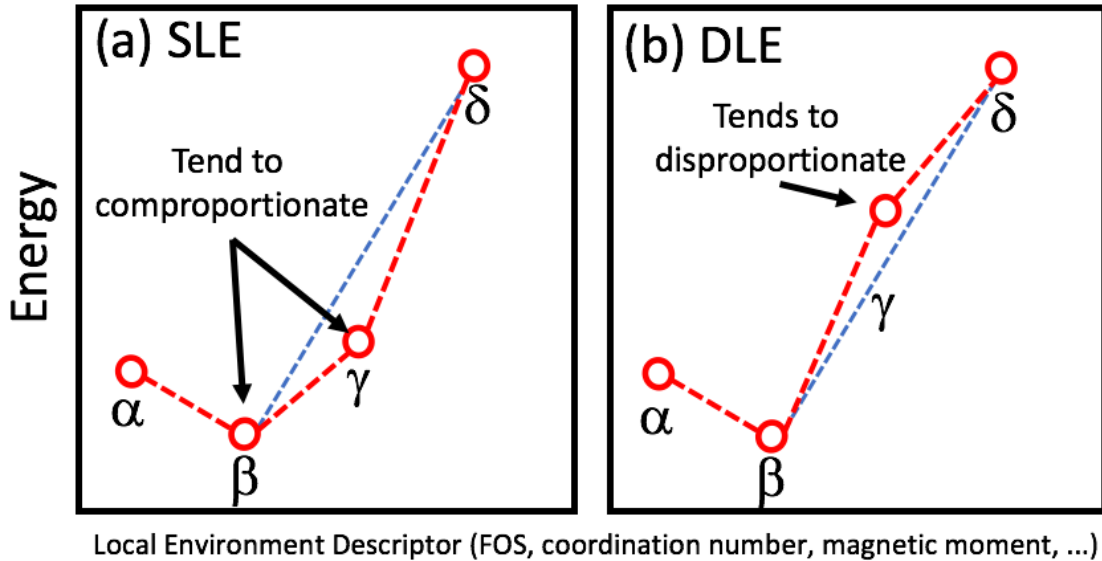 (a) SLE
δ
Tend to
comproportionate
γ
α
β
(b) DLE
δ
Tends to
disproportionate
γ
α
β
Energy
Local Environment Descriptor (FOS, coordination number, magnetic moment, ...)